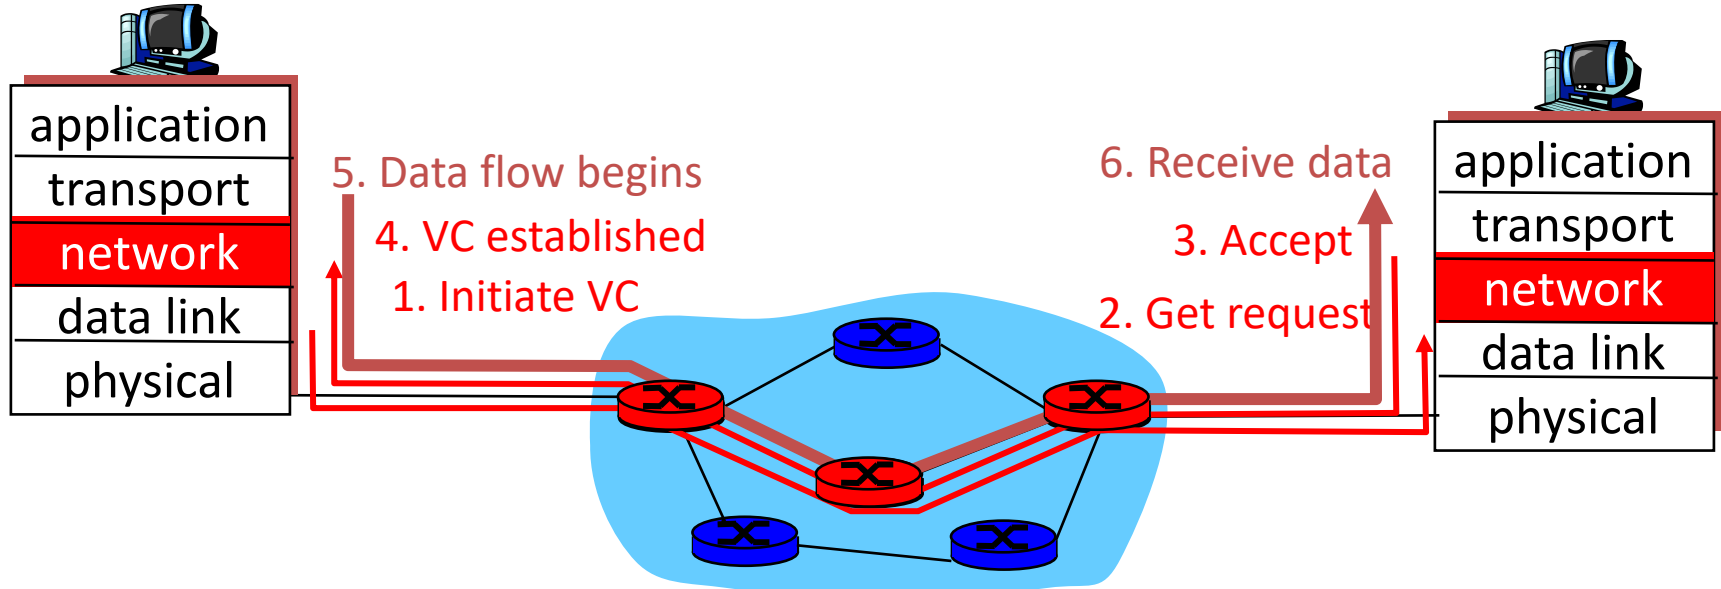 application
transport
network
data link
physical
5. Data flow begins
4. VC established
1. Initiate VC
6. Receive data
3. Accept
2. Get request
application
transport
network
data link
physical